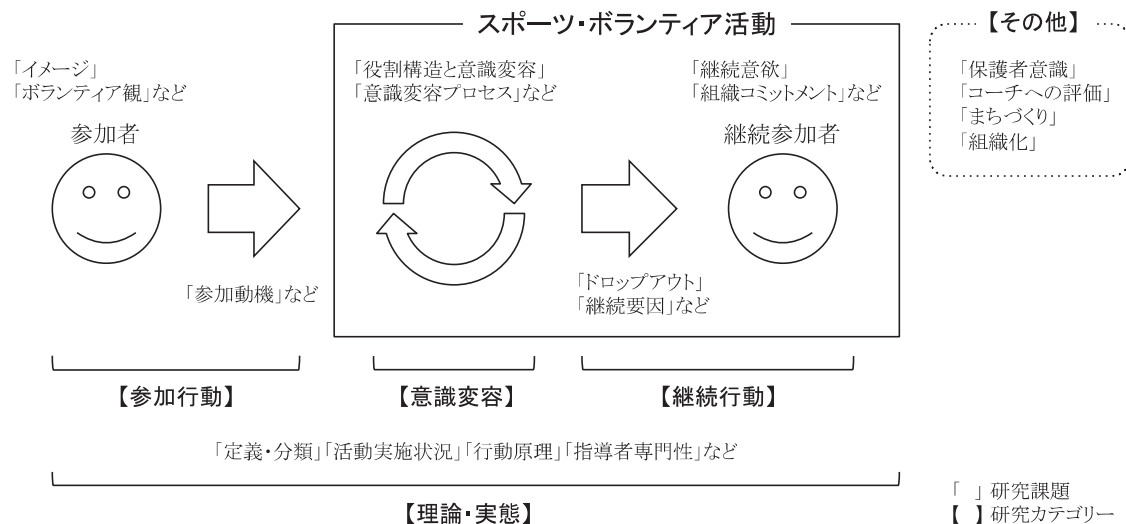 スポーツ・ボランティア活動
【その他】
「イメージ」
「ボランティア観」など
参加者
「役割構造と意識変容」
「意識変容プロセス」など
「継続意欲」
「組織コミットメント」など
継続参加者
「保護者意識」
「コーチへの評価」
「まちづくり」
「組織化」
「参加動機」など
「ドロップアウト」
「継続要因」など
【参加行動】
【意識変容】
【継続行動】
「定義・分類」「活動実施状況」「行動原理」「指導者専門性」など
【理論・実態】
「　」研究課題
【　】研究カテゴリー